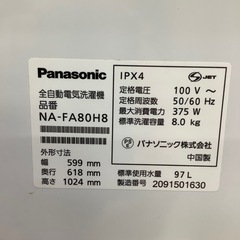 Panasonic
全自動電気洗濯機
品番
NA-FA80H8
外形寸法
幅 599 mm
奥行 618 mm
高さ 1024 mm
IPX4
S JET
定格電圧 100 V～
定格周波数 50/60 Hz
最大消費電力 375 W
標準洗濯容量 8.0 kg
パナソニック株式会社
中国製
標準使用水量 97 L
製造番号 2091501630